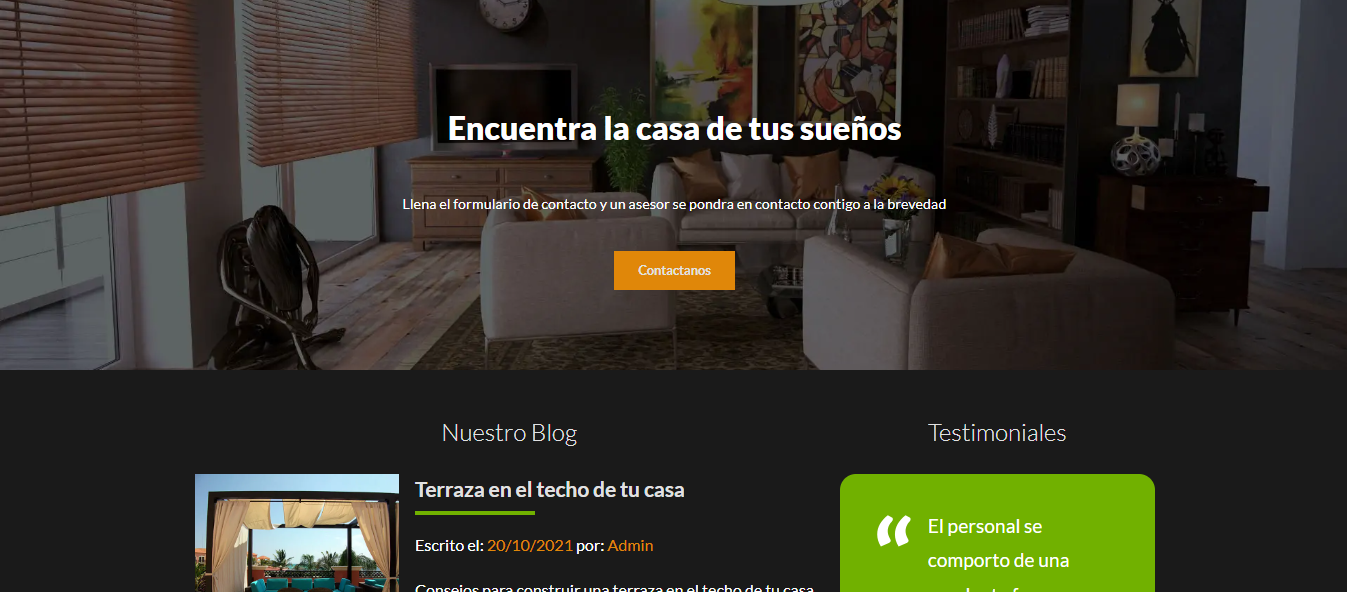 Encuentra la casa de tus sueños
Llena el formulario de contacto y un asesor se pondra en contacto contigo a la brevedad
Contactanos
Nuestro Blog
Terraza en el techo de tu casa
Escrito el: 20/10/2021 por: Admin
Consejos para construir una terraza en el techo de tu casa
Testimoniales
“ El personal se
comporto de una